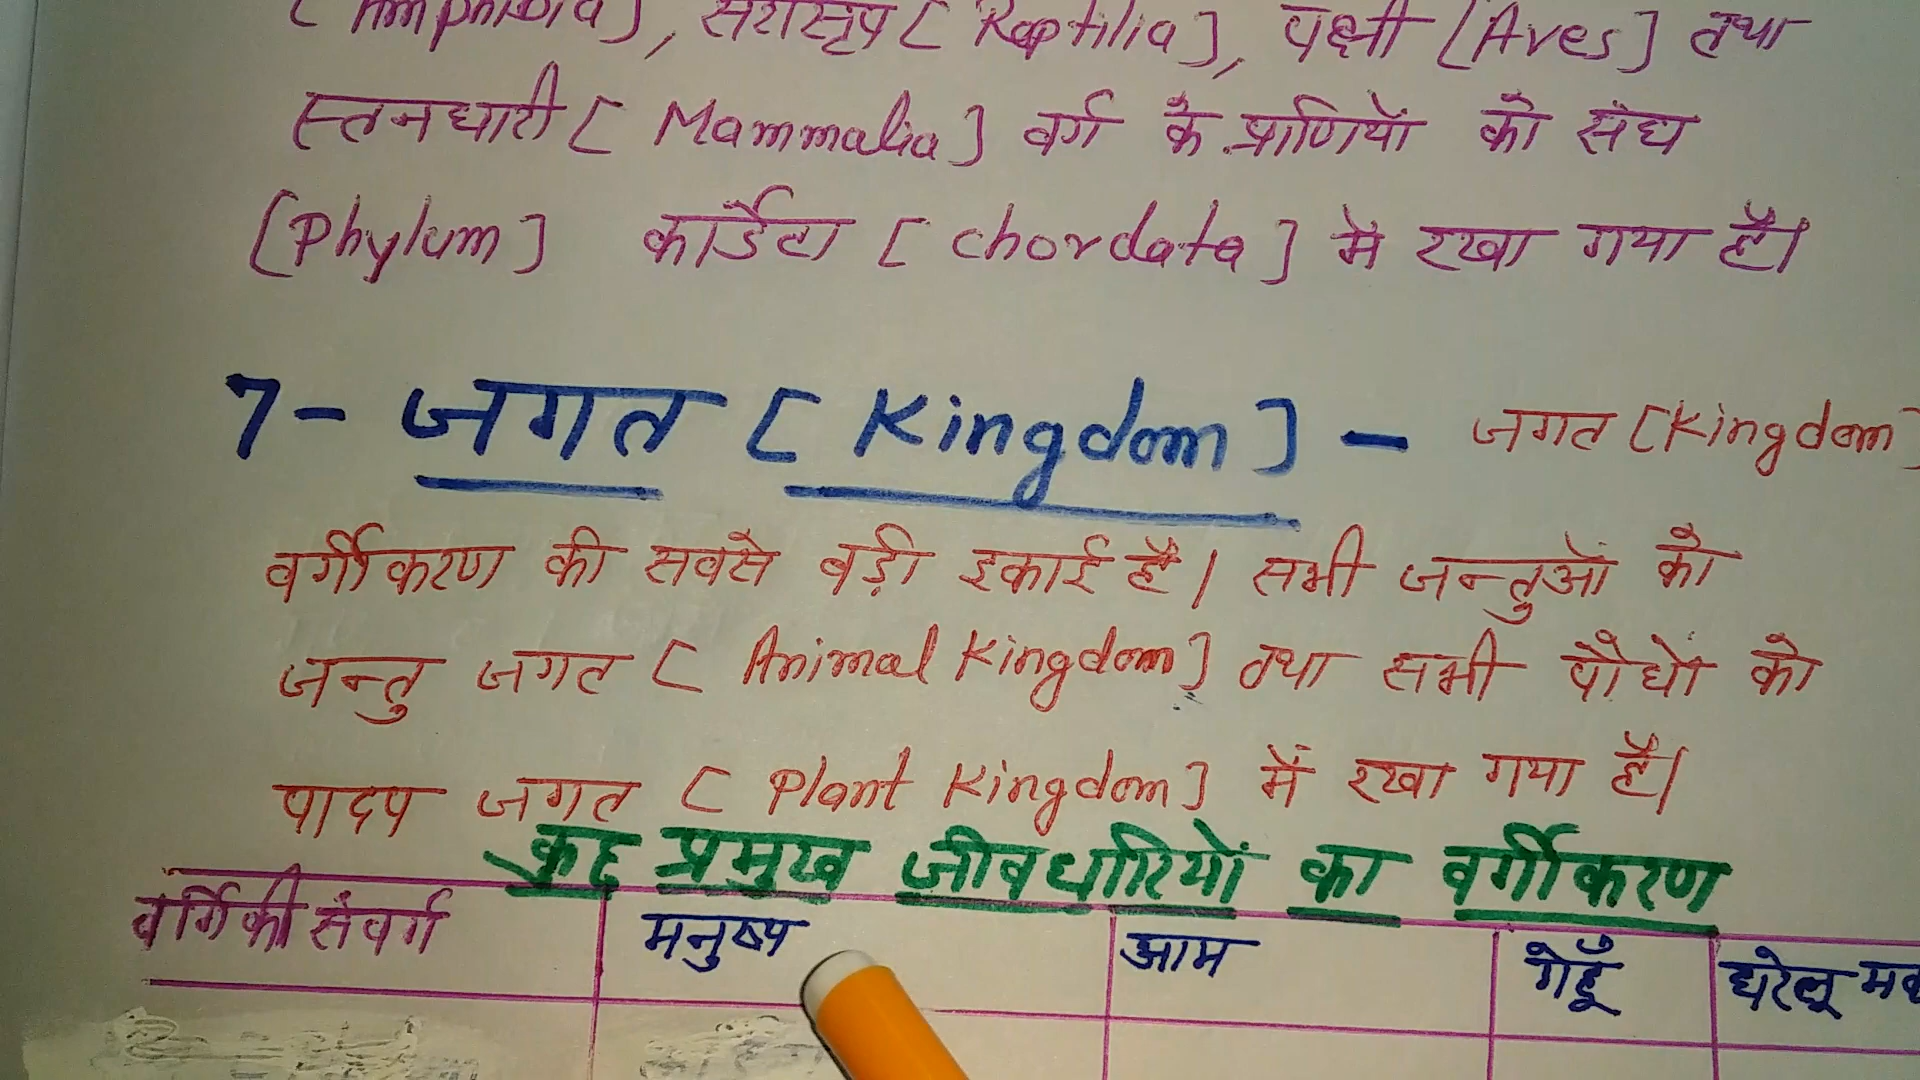 [Amphibia], सरीसृप [Reptilia], पक्षी [Aves] तथा
स्तनधारी [Mammalia] वर्ग के प्राणियों को संघ
[Phylum] कार्डेटा [Chordata] में रखा गया है।
7- जगत [Kingdom] - जगत [Kingdom]
वर्गीकरण की सबसे बड़ी इकाई है। सभी जन्तुओं को
जन्तु जगत [Animal Kingdom] तथा सभी पौधों को
पादप जगत [Plant Kingdom] में रखा गया है।
कुछ प्रमुख जीवधारियों का वर्गीकरण
वर्गिकी संवर्ग मनुष्य आम गेहूँ घरेलू